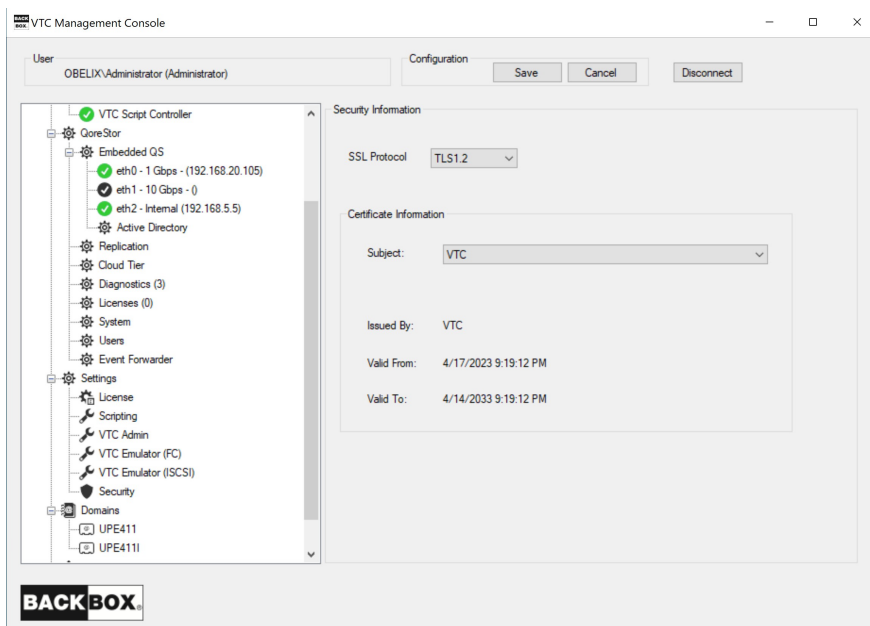 BACK
BOX
VTC Management Console
User
OBELIX\Administrator (Administrator)
Configuration
Save
Cancel
Disconnect
VTC Script Controller
QoreStor
Embedded QS
eth0 - 1 Gbps - (192.168.20.105)
eth1 - 10 Gbps - ()
eth2 - Internal (192.168.5.5)
Active Directory
Replication
Cloud Tier
Diagnostics (3)
Licenses (0)
System
Users
Event Forwarder
Settings
License
Scripting
VTC Admin
VTC Emulator (FC)
VTC Emulator (ISCSI)
Security
Domains
UPE411
UPE411I
Security Information
SSL Protocol TLS1.2
Certificate Information
Subject: VTC
Issued By: VTC
Valid From: 4/17/2023 9:19:12 PM
Valid To: 4/14/2033 9:19:12 PM
BACKBOX®